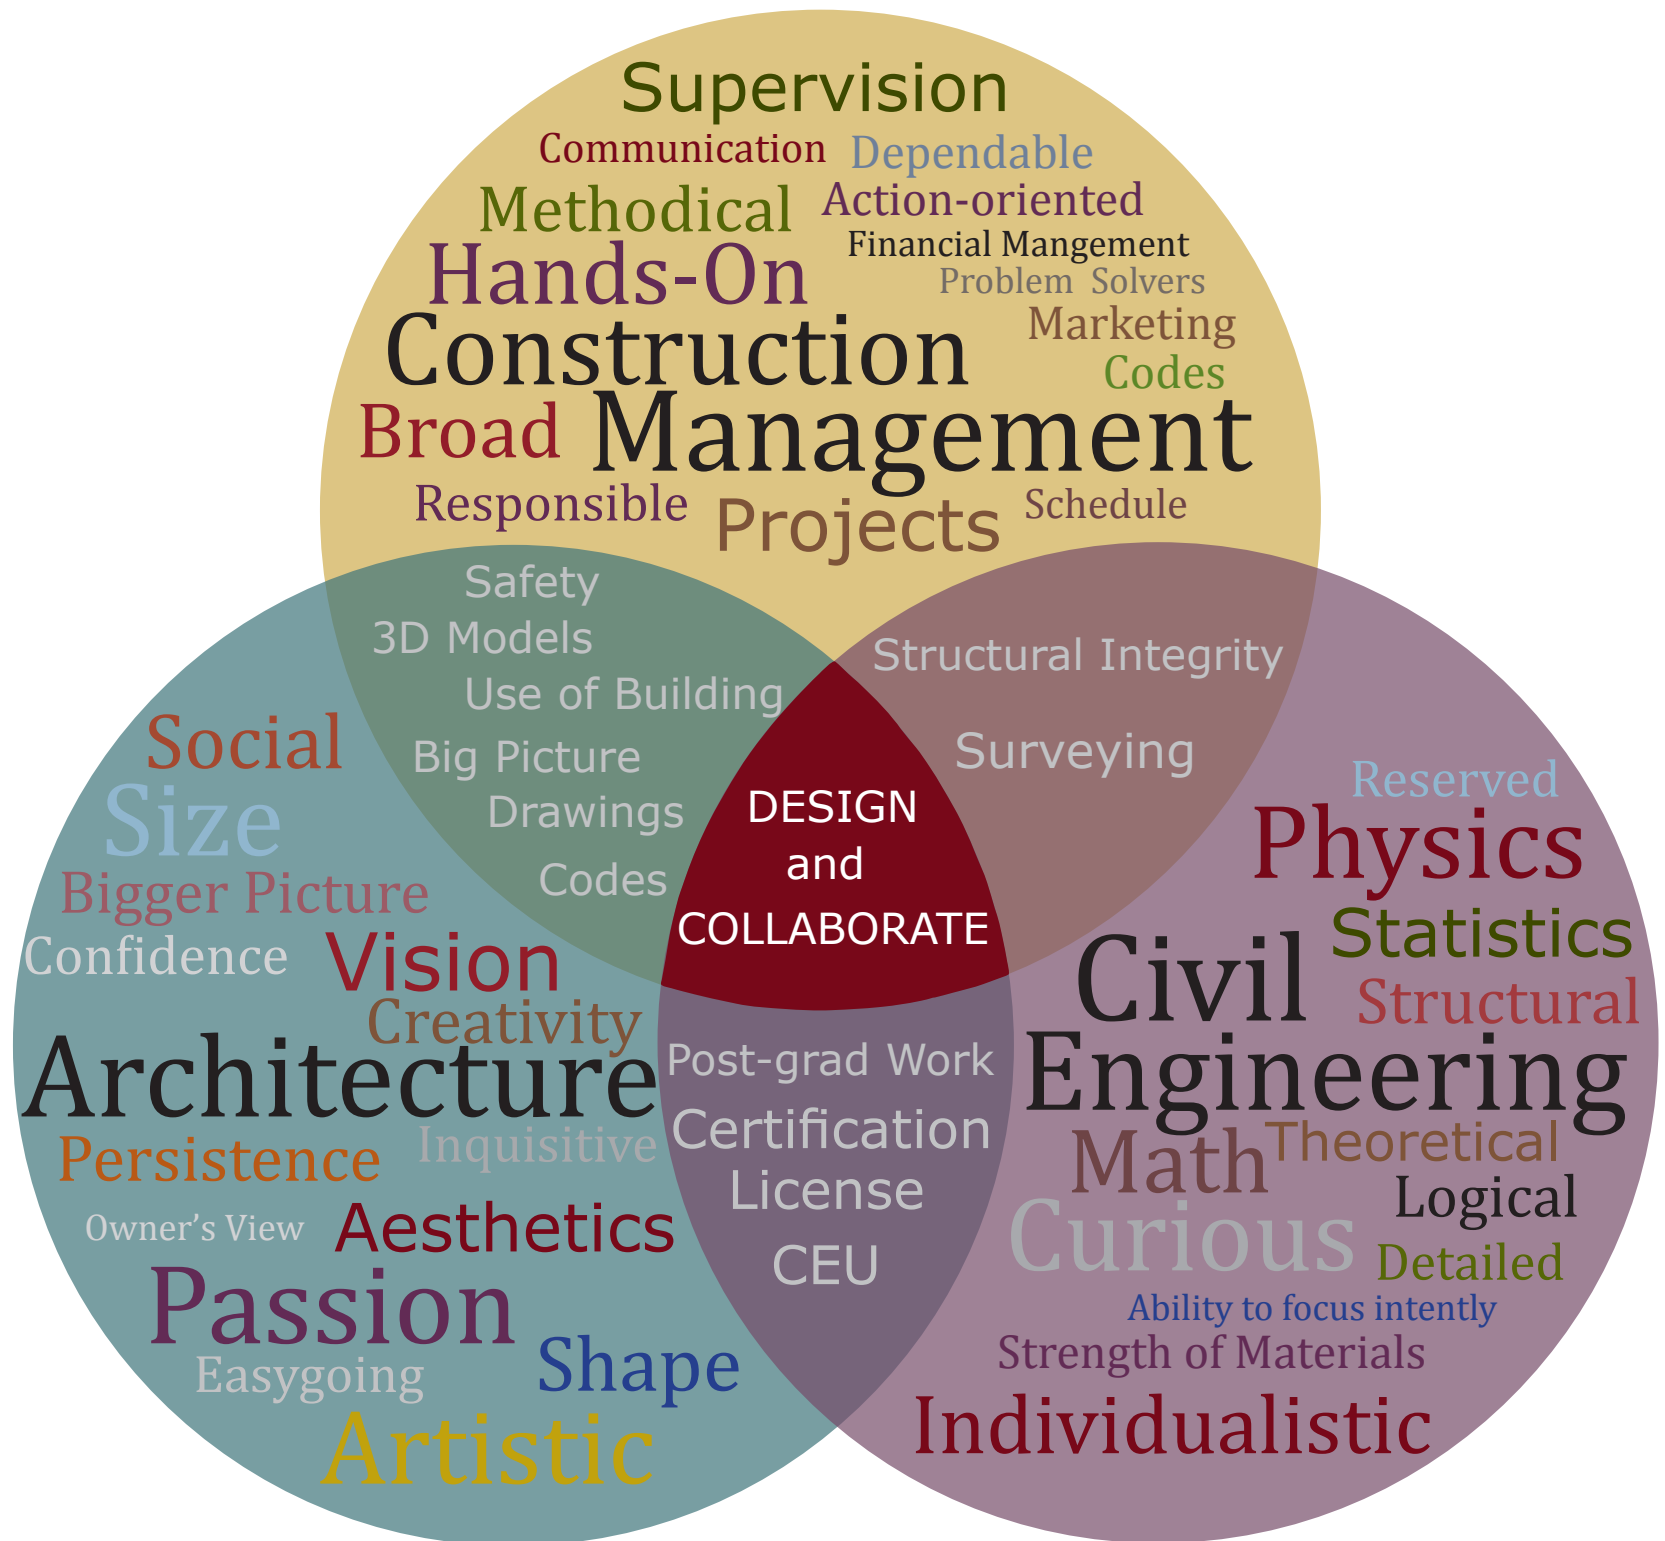 Supervision
Communication
Dependable
Methodical
Action-oriented
Hands-On
Financial Mangement
Problem Solvers
Construction
Marketing
Codes
Broad
Management
Responsible
Projects
Schedule
Safety
3D Models
Use of Building
Big Picture
Drawings
Codes
Structural Integrity
Surveying
DESIGN
and
COLLABORATE
Social
Size
Bigger Picture
Confidence
Vision
Creativity
Architecture
Persistence
Inquisitive
Owner's View
Aesthetics
Passion
Easygoing
Shape
Artistic
Post-grad Work
Certification
License
CEU
Reserved
Physics
Statistics
Civil
Structural
Engineering
Math
Theoretical
Logical
Curious
Detailed
Ability to focus intently
Strength of Materials
Individualistic